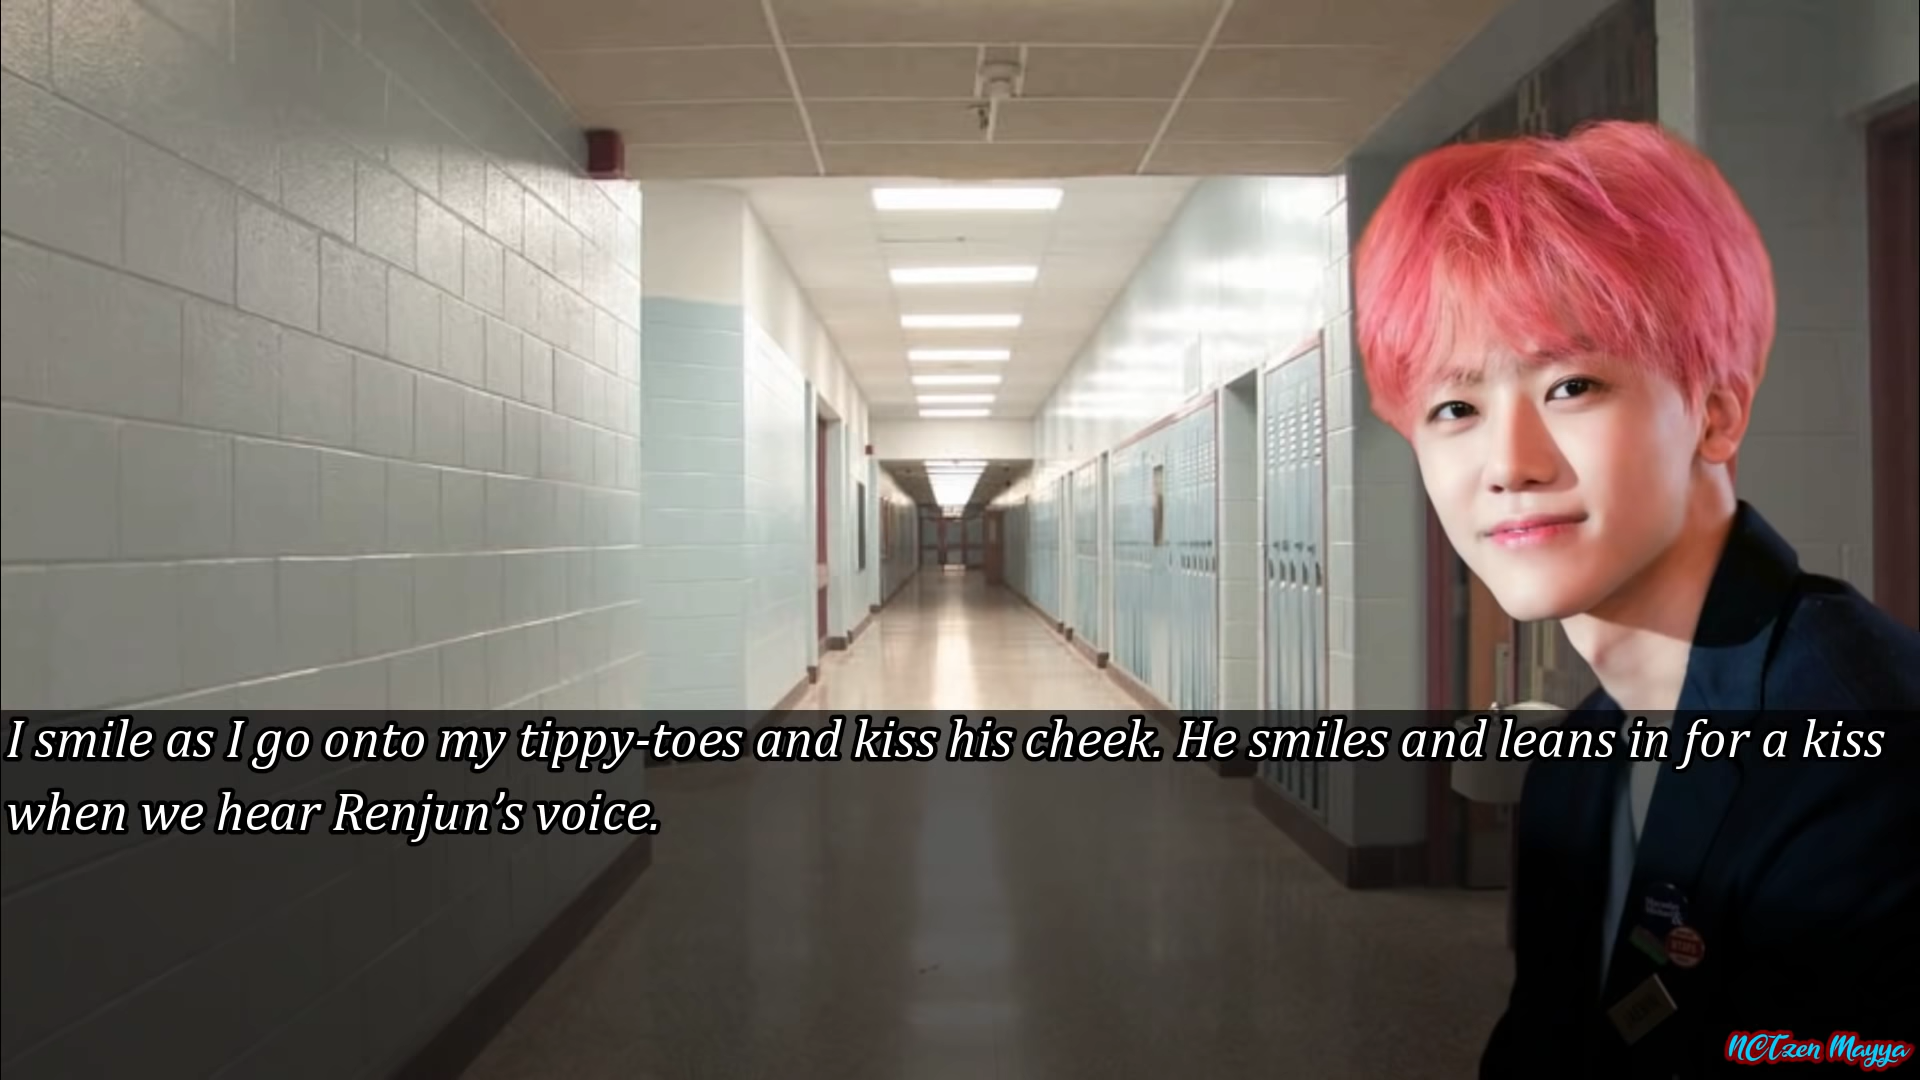 I smile as I go onto my tippy-toes and kiss his cheek. He smiles and leans in for a kiss
when we hear Renjun’s voice.
NCTzen Mayya